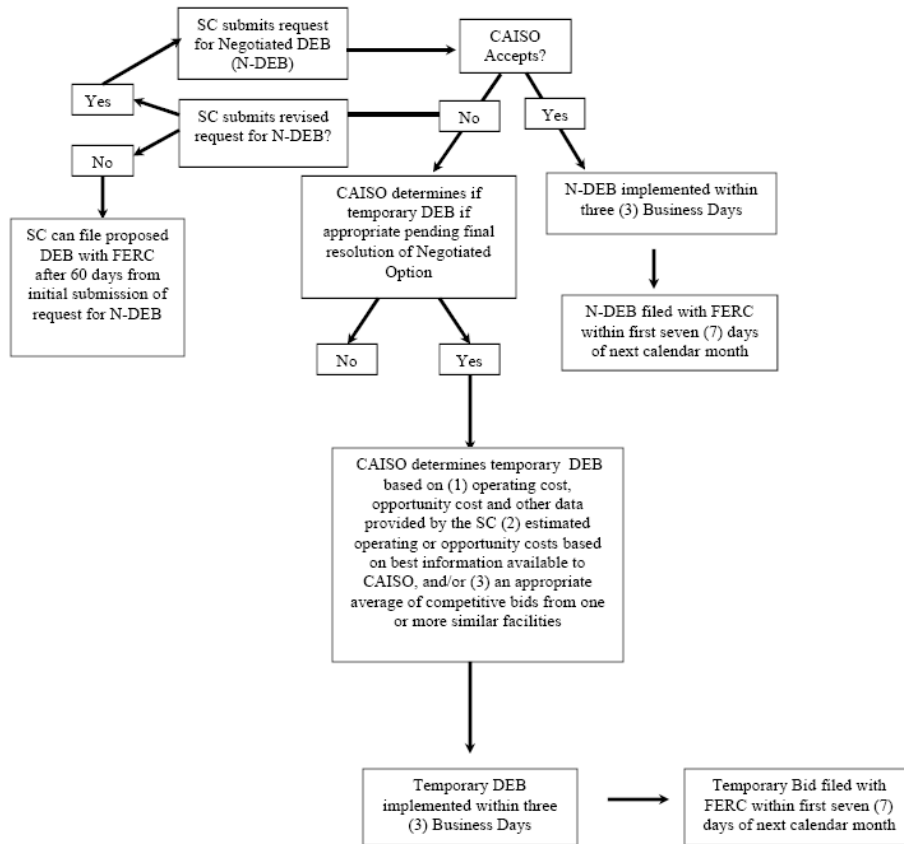 SC submits request
for Negotiated DEB
(N-DEB)
CAISO
Accepts?
Yes
SC submits revised
request for N-DEB?
No
Yes
No
CAISO determines if
temporary DEB if
appropriate pending final
resolution of Negotiated
Option
N-DEB implemented within
three (3) Business Days
SC can file proposed
DEB with FERC
after 60 days from
initial submission of
request for N-DEB
N-DEB filed with FERC
within first seven (7) days
of next calendar month
No
Yes
CAISO determines temporary DEB
based on (1) operating cost,
opportunity cost and other data
provided by the SC (2) estimated
operating or opportunity costs based
on best information available to
CAISO, and/or (3) an appropriate
average of competitive bids from one
or more similar facilities
Temporary DEB
implemented within three
(3) Business Days
Temporary Bid filed with
FERC within first seven (7)
days of next calendar month